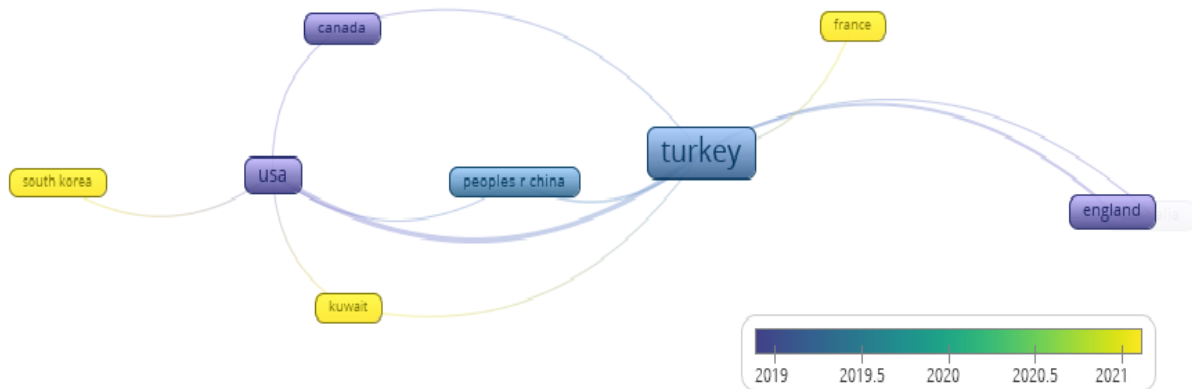 canada
france
turkey
usa
peoples r china
south korea
england
kuwait
2019 2019.5 2020 2020.5 2021